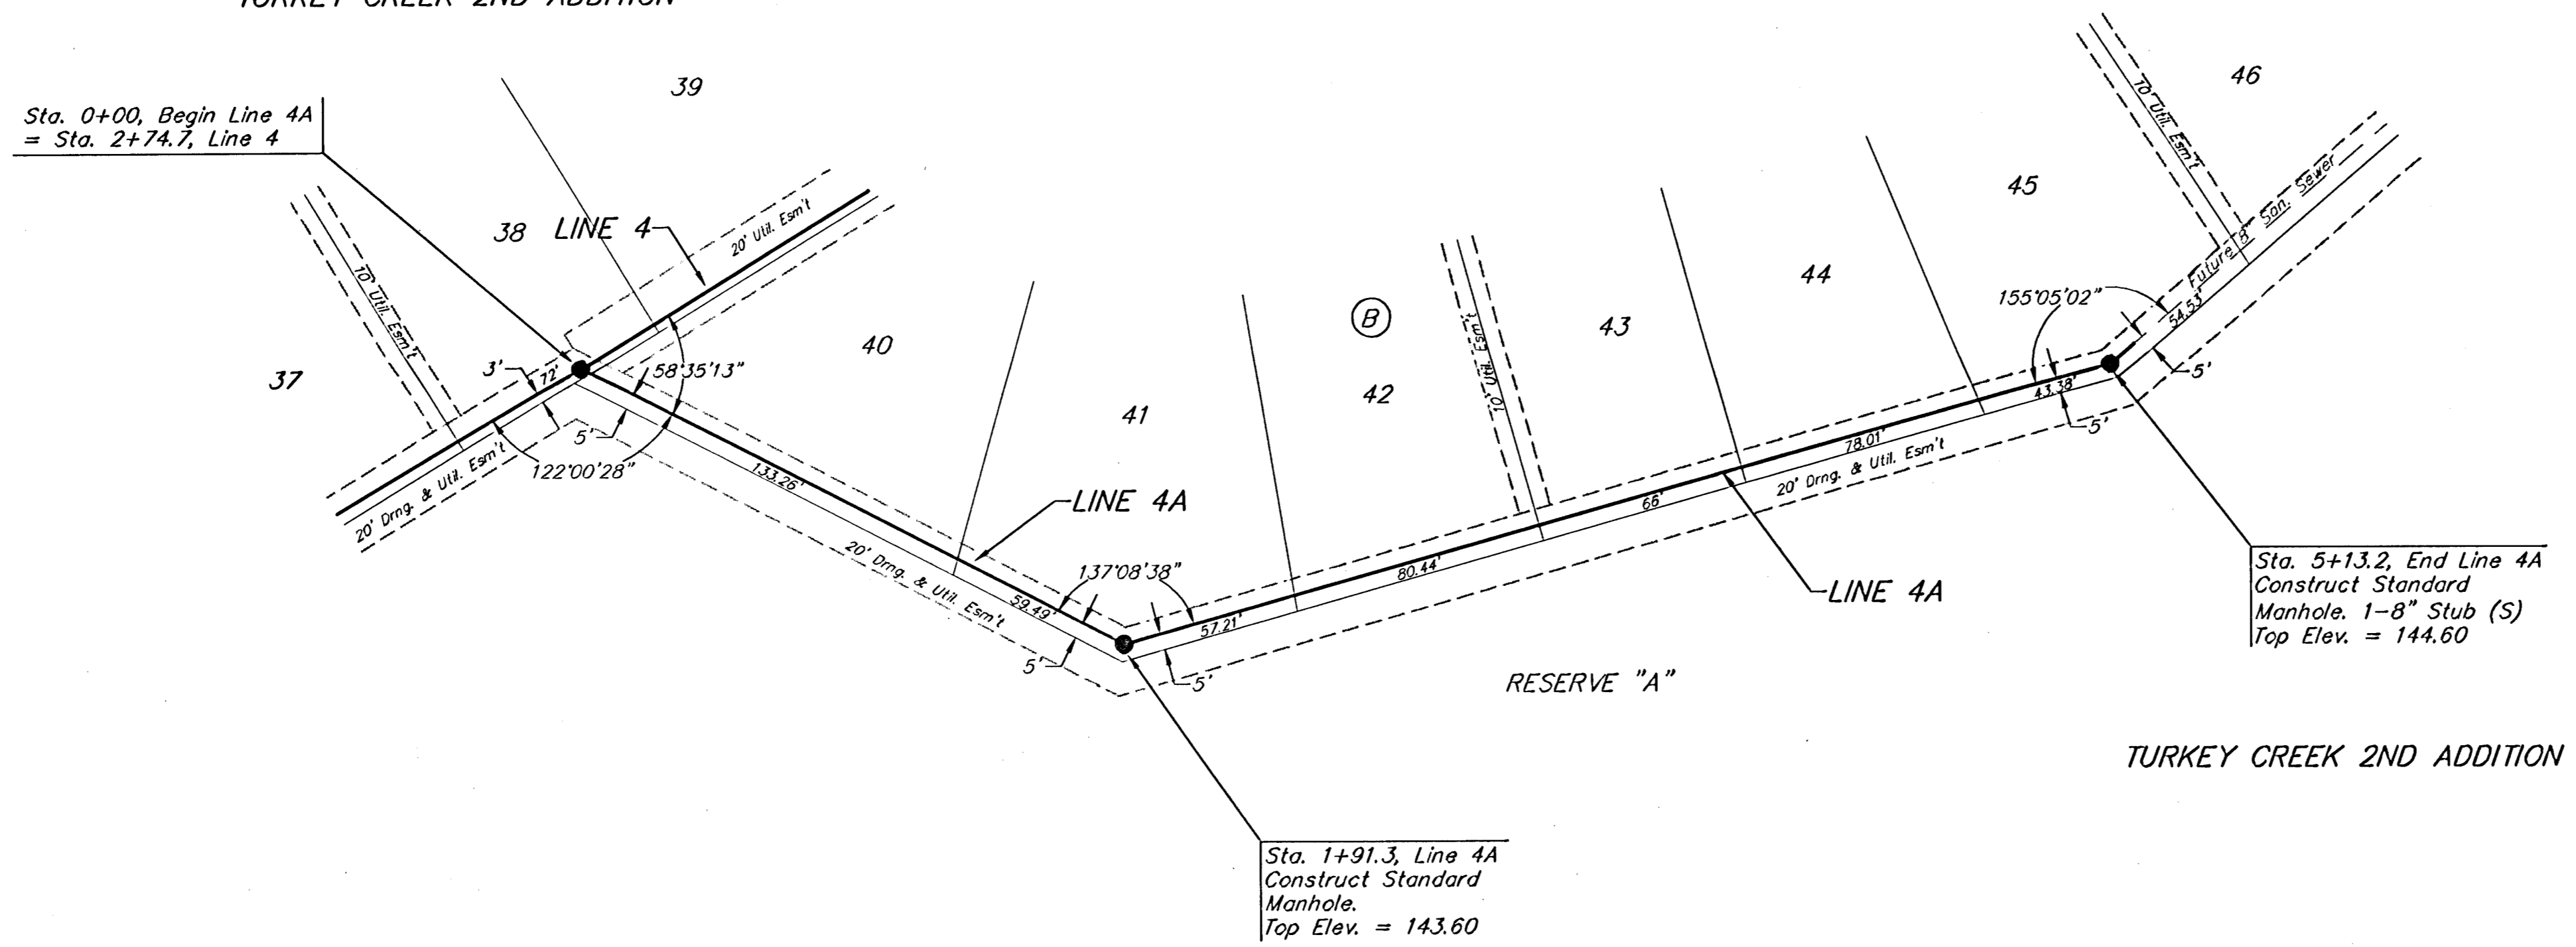 TURKEY CREEK 2ND ADDITION
39
46
Sta. 0+00, Begin Line 4A
= Sta. 2+74.7, Line 4
10' Util. Esm't
45
Future 8" San. Sewer
38
LINE 4
20' Util. Esm't
44
10' Util. Esm't
155°05'02"
54.53'
B
43
10' Util. Esm't
40
37
3'
72'
58°35'13"
5'
42
43.38'
5'
41
5'
122°00'28"
78.01'
20' Drng. & Util. Esm't
133.26'
20' Drng. & Util. Esm't
LINE 4A
66'
20' Drng. & Util. Esm't
137°08'38"
80.44'
59.49'
57.21'
LINE 4A
5'
5'
RESERVE "A"
Sta. 5+13.2, End Line 4A
Construct Standard
Manhole. 1-8" Stub (S)
Top Elev. = 144.60
TURKEY CREEK 2ND ADDITION
Sta. 1+91.3, Line 4A
Construct Standard
Manhole.
Top Elev. = 143.60